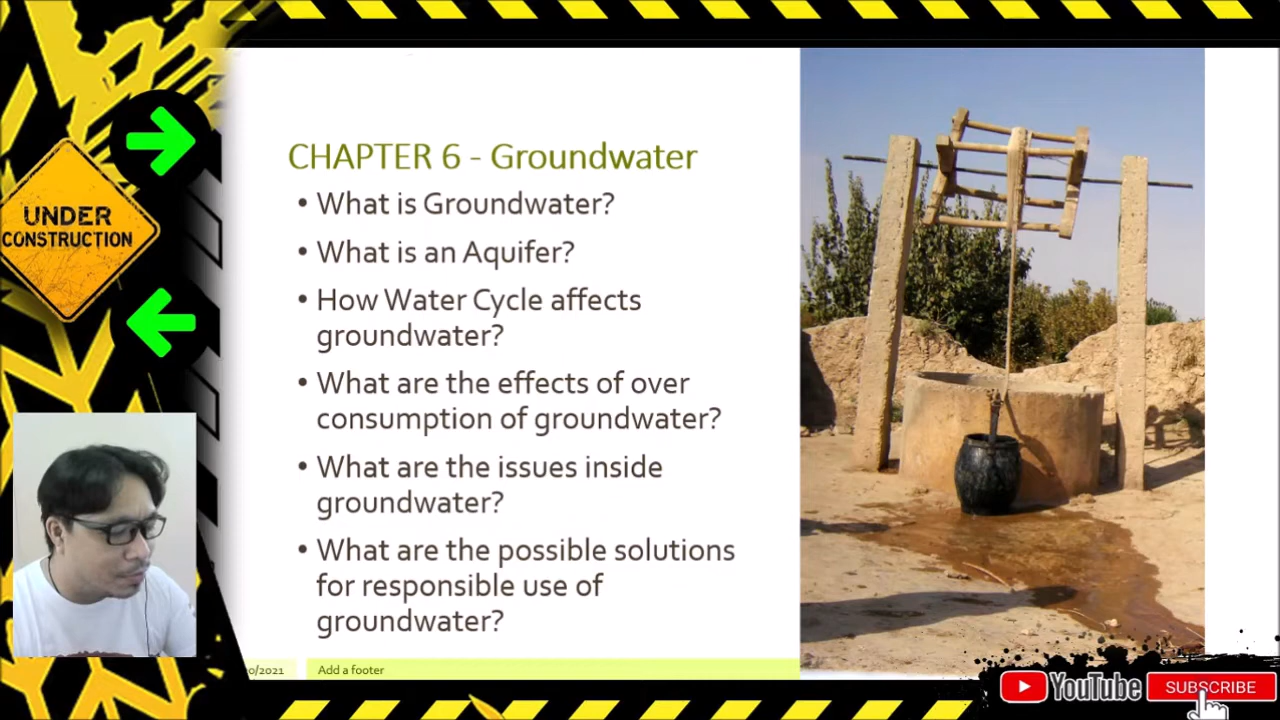 UNDER
CONSTRUCTION
CHAPTER 6 - Groundwater
• What is Groundwater?
• What is an Aquifer?
• How Water Cycle affects
groundwater?
• What are the effects of over
consumption of groundwater?
• What are the issues inside
groundwater?
• What are the possible solutions
for responsible use of
groundwater?
0/2021
Add a footer
YouTube
SUBSCRIBE